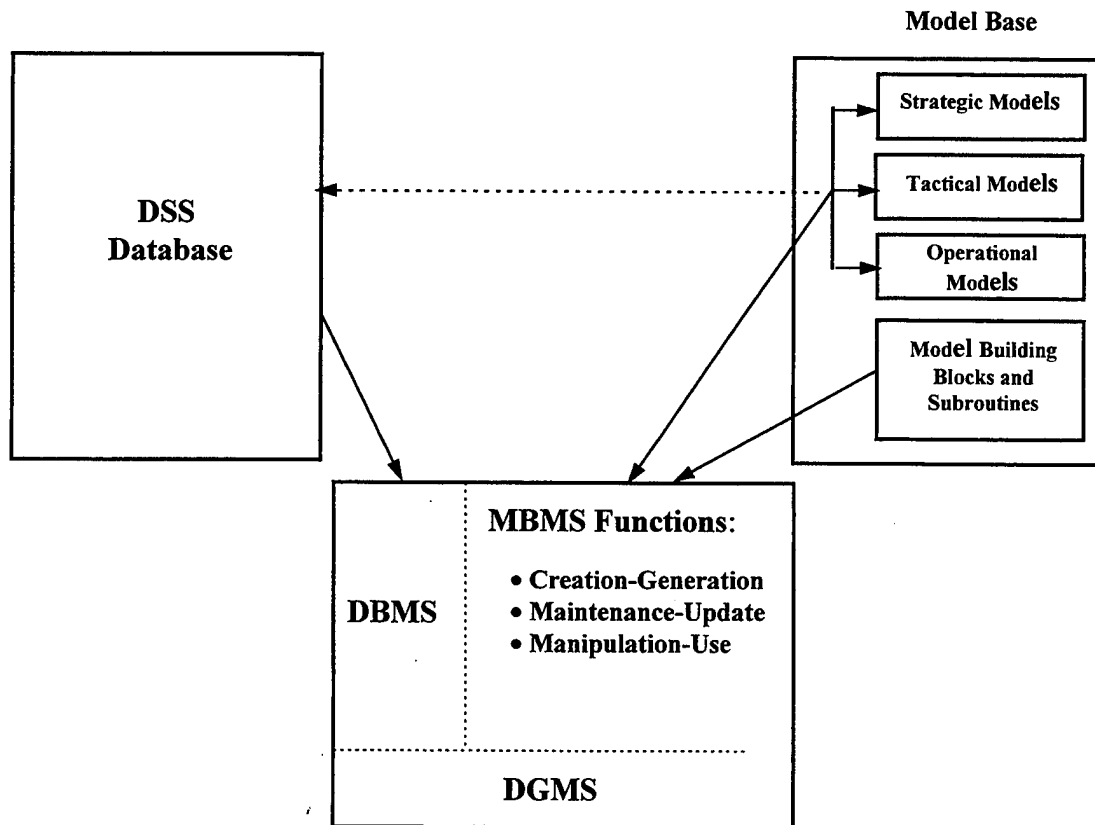 Model Base
Strategic Models
Tactical Models
Operational
Models
Model Building
Blocks and
Subroutines
DSS
Database
DBMS
MBMS Functions:
• Creation-Generation
• Maintenance-Update
• Manipulation-Use
DGMS